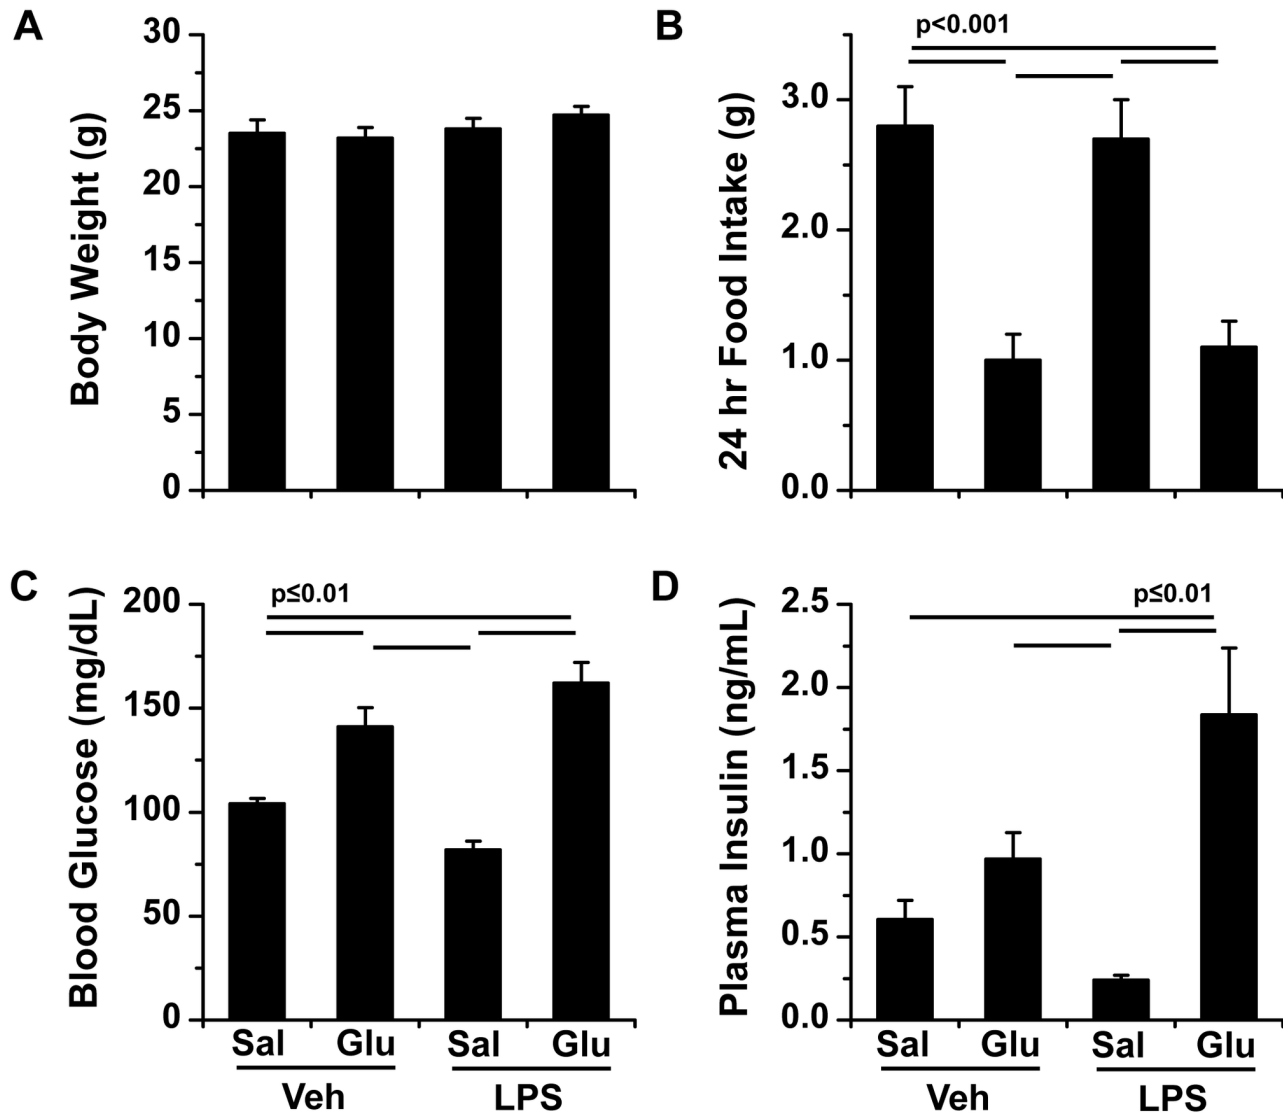 A
Body Weight (g)
30
25
20
15
10
5
0
B
p<0.001
24 hr Food Intake (g)
3.0
2.0
1.0
0.0
C
p≤0.01
Blood Glucose (mg/dL)
200
150
100
50
0
Sal Glu Sal Glu
Veh LPS
D
p≤0.01
Plasma Insulin (ng/mL)
2.5
2.0
1.5
1.0
0.5
0.0
Sal Glu Sal Glu
Veh LPS